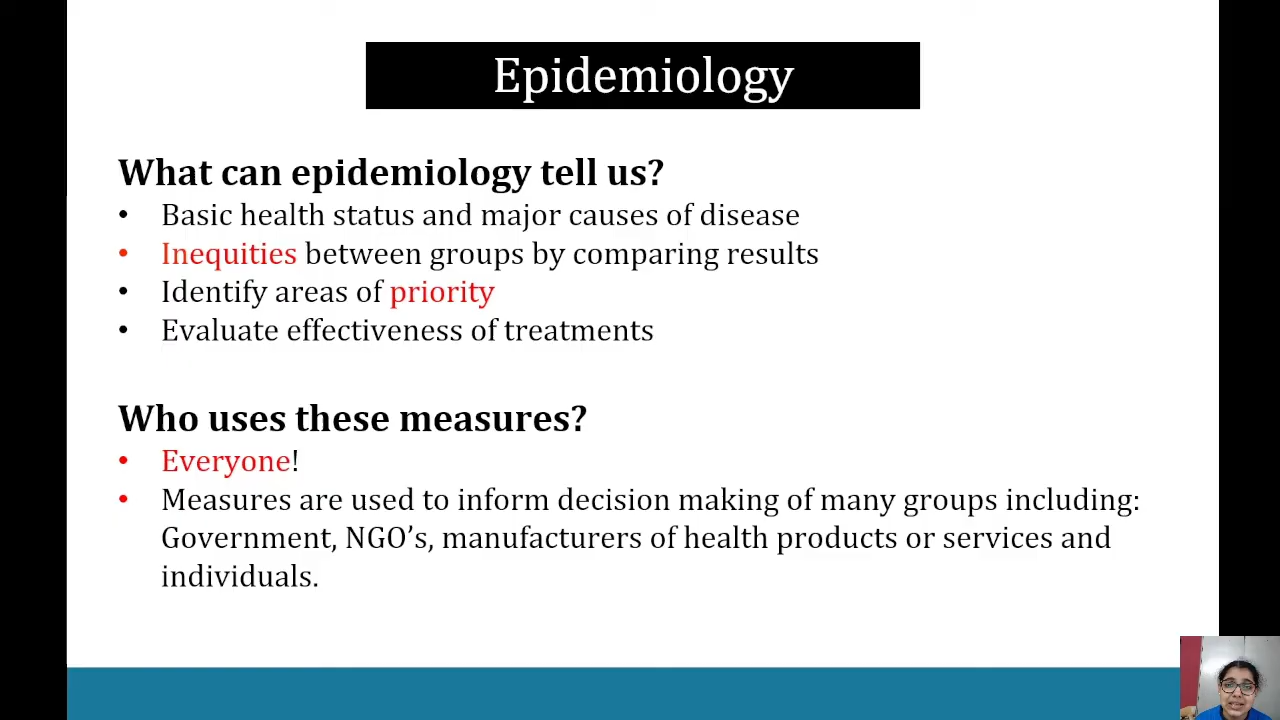 Epidemiology
What can epidemiology tell us?
• Basic health status and major causes of disease
• Inequities between groups by comparing results
• Identify areas of priority
• Evaluate effectiveness of treatments
Who uses these measures?
• Everyone!
• Measures are used to inform decision making of many groups including:
Government, NGO’s, manufacturers of health products or services and
individuals.